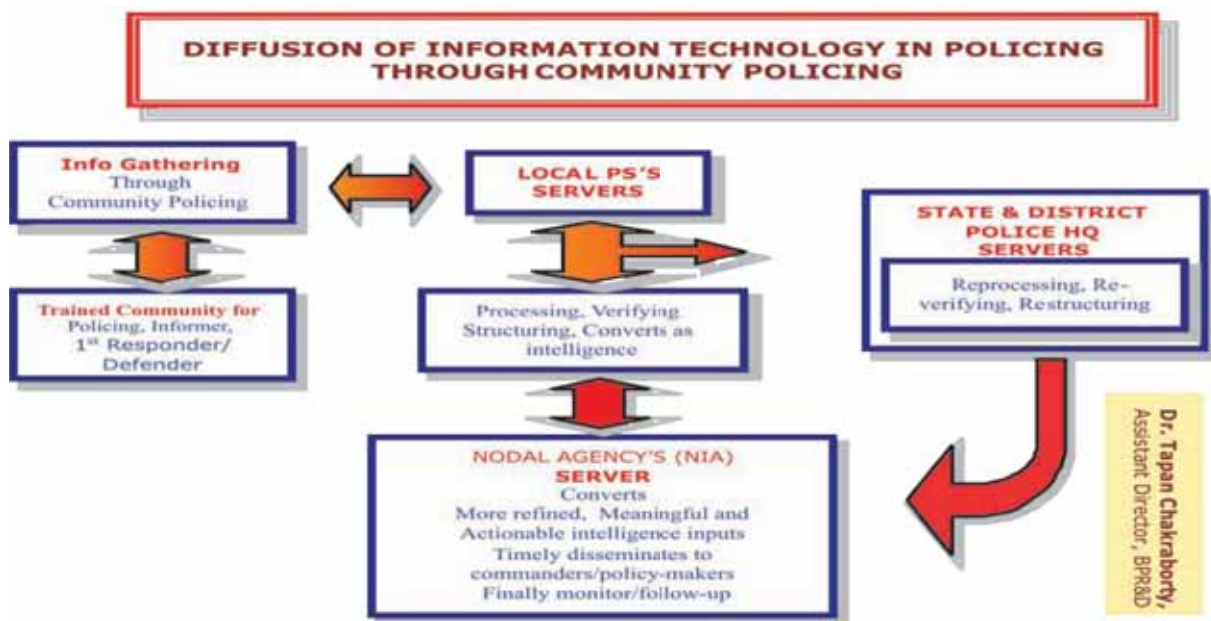 DIFFUSION OF INFORMATION TECHNOLOGY IN POLICING
THROUGH COMMUNITY POLICING
Info Gathering
Through
Community Policing
LOCAL PS'S
SERVERS
STATE & DISTRICT
POLICE HQ
SERVERS
Reprocessing, Re-
verifying, Restructuring
Trained Community for
Policing, Informer,
1st Responder/
Defender
Processing, Verifying
Structuring, Converts as
intelligence
NODAL AGENCY'S (NIA)
SERVER
Converts
More refined, Meaningful and
Actionable intelligence inputs
Timely disseminates to
commanders/policy-makers
Finally monitor/follow-up
Dr. Tapan Chakraborty,
Assistant Director, BPR&D